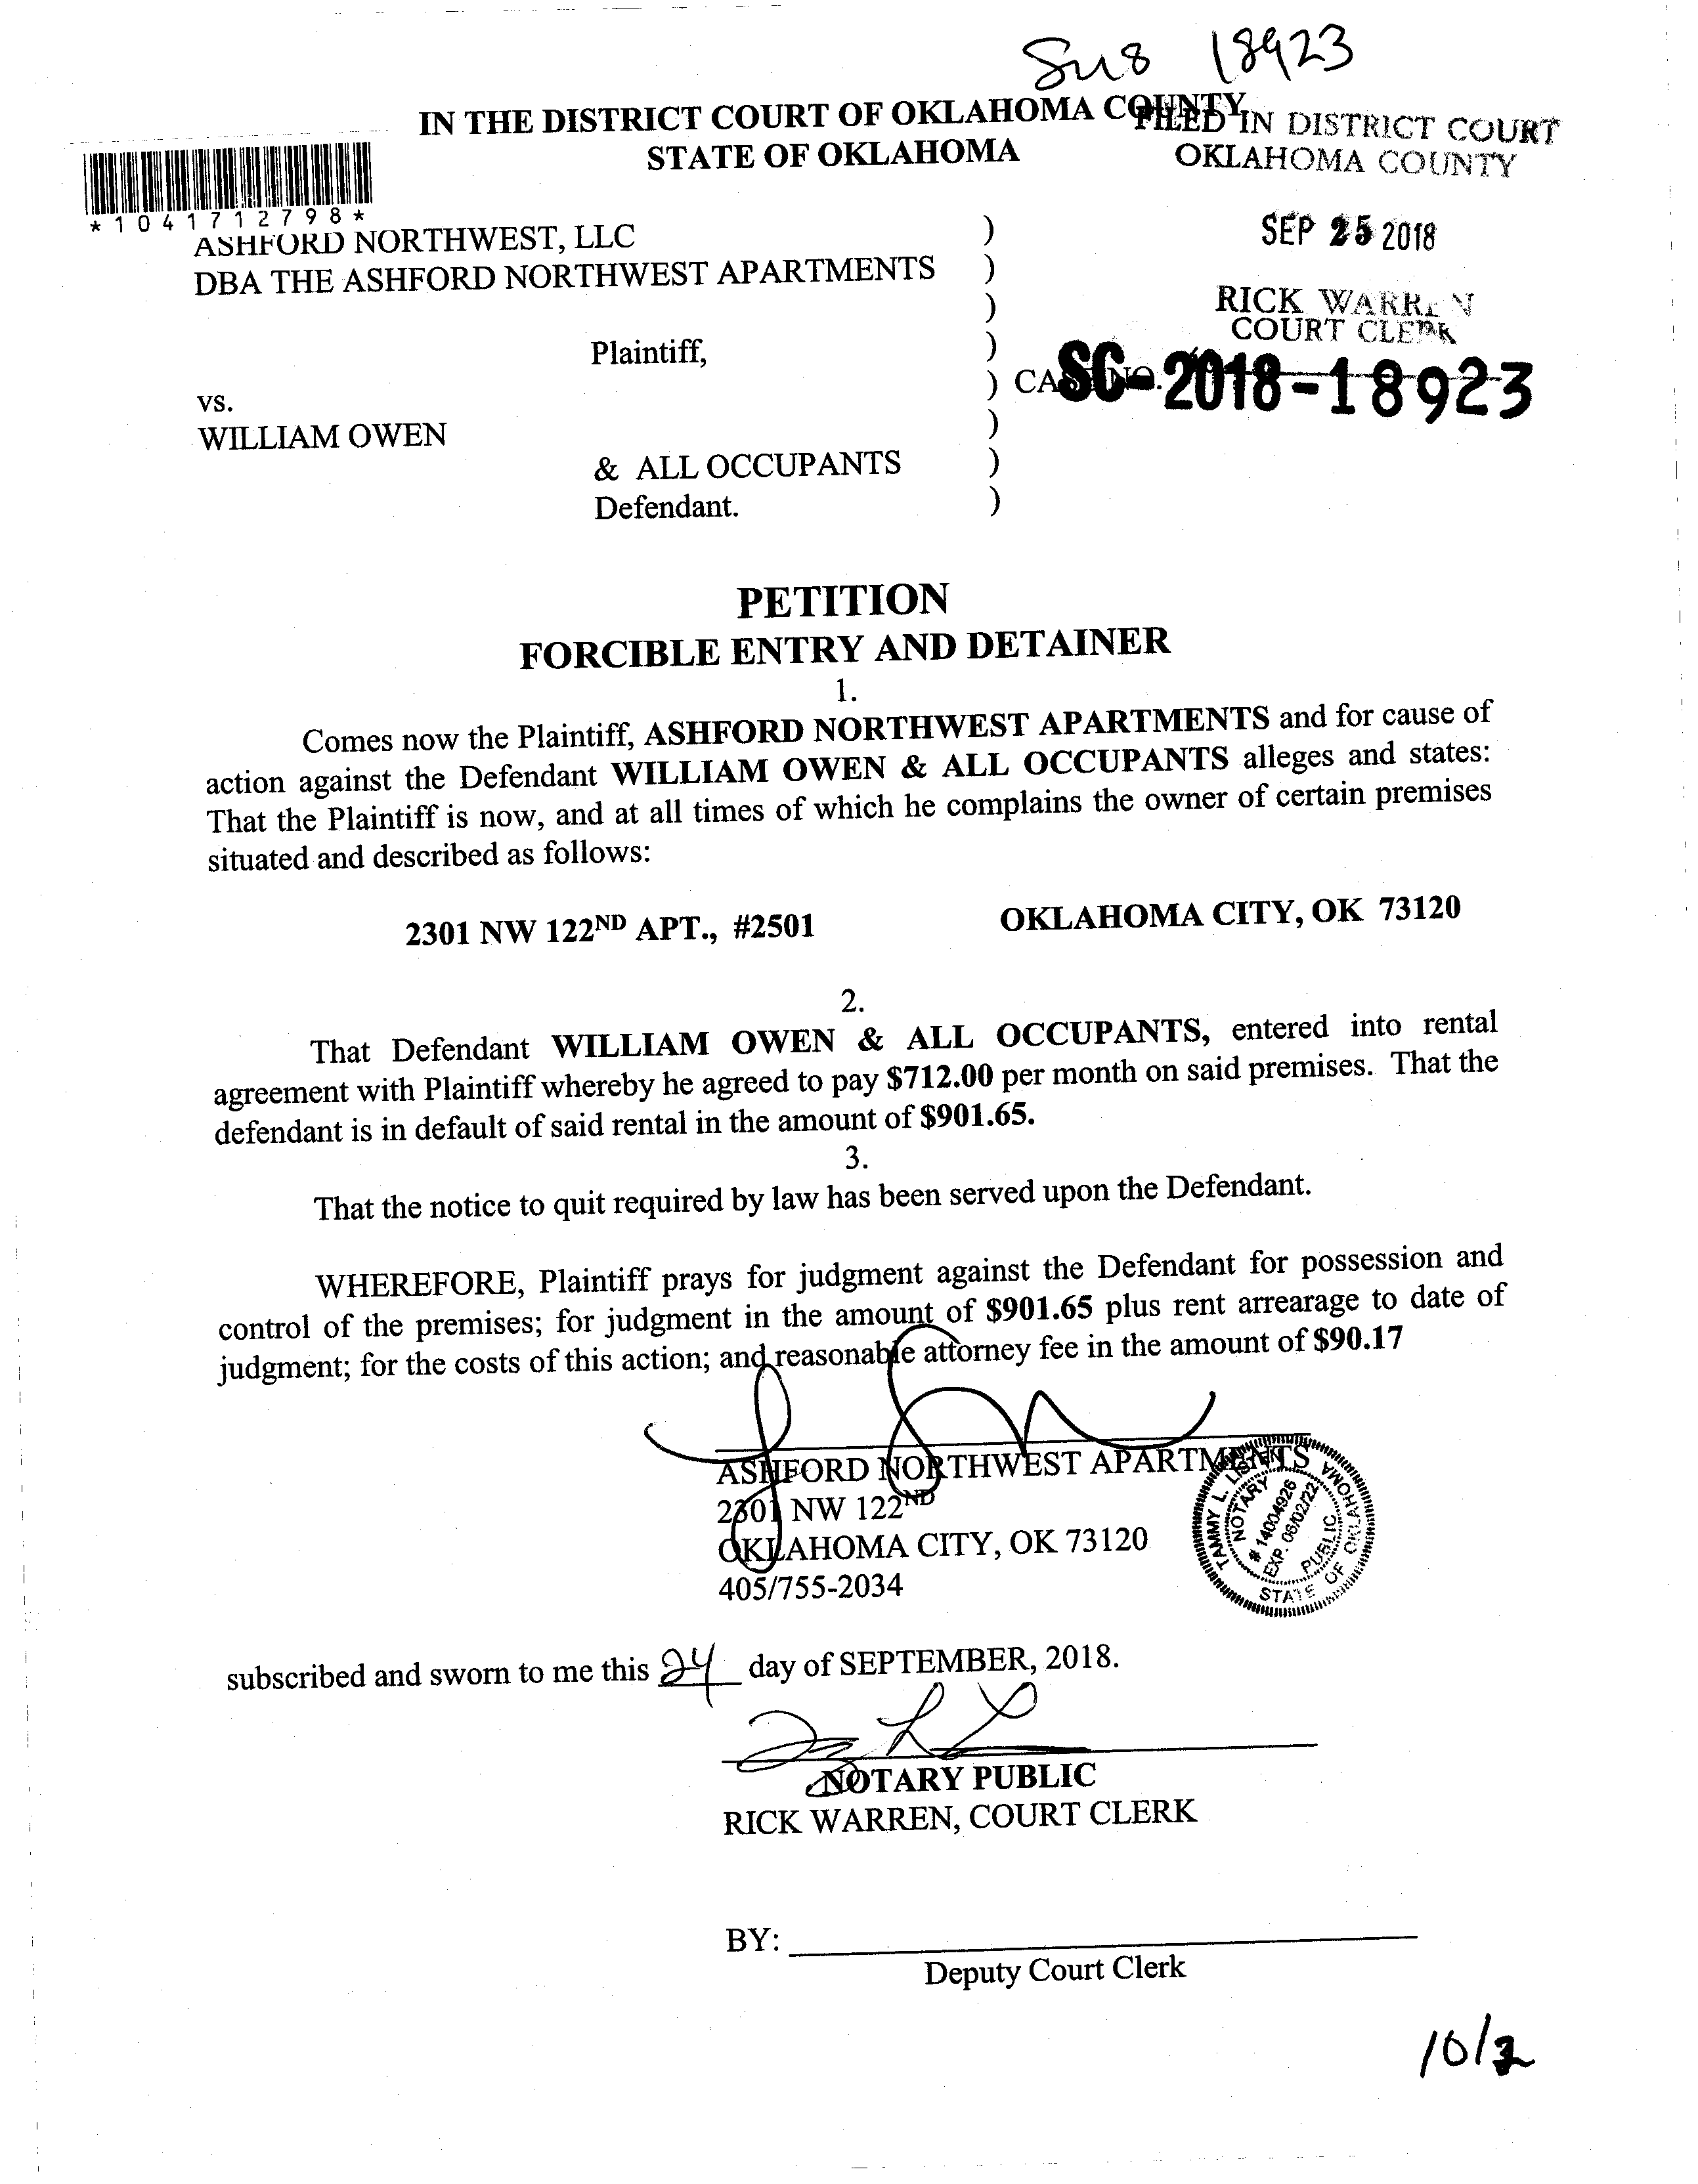 18923
IN THE DISTRICT COURT OF OKLAHOMA COUNTY
STATE OF OKLAHOMA
FILED IN DISTRICT COURT
OKLAHOMA COUNTY
*1041712798*
SEP 25 2018
RICK WARREN
COURT CLERK
ASHFORD NORTHWEST, LLC )
DBA THE ASHFORD NORTHWEST APARTMENTS )
)
Plaintiff, )
) CASE NO. SC-2018-18923
vs.
WILLIAM OWEN )
& ALL OCCUPANTS )
Defendant. )
PETITION
FORCIBLE ENTRY AND DETAINER
1.
Comes now the Plaintiff, ASHFORD NORTHWEST APARTMENTS and for cause of
action against the Defendant WILLIAM OWEN & ALL OCCUPANTS alleges and states:
That the Plaintiff is now, and at all times of which he complains the owner of certain premises
situated and described as follows:
2301 NW 122ND APT., #2501 OKLAHOMA CITY, OK 73120
2.
That Defendant WILLIAM OWEN & ALL OCCUPANTS, entered into rental
agreement with Plaintiff whereby he agreed to pay $712.00 per month on said premises. That the
defendant is in default of said rental in the amount of $901.65.
3.
That the notice to quit required by law has been served upon the Defendant.
WHEREFORE, Plaintiff prays for judgment against the Defendant for possession and
control of the premises; for judgment in the amount of $901.65 plus rent arrearage to date of
judgment; for the costs of this action; and reasonable attorney fee in the amount of $90.17
ASHFORD NORTHWEST APARTMENTS
2301 NW 122ND
OKLAHOMA CITY, OK 73120
405/755-2034
TAMMY L.
NOTARY
# 14004926
EXP. 06/02/22
PUBLIC
STATE OF OKLAHOMA
subscribed and sworn to me this 24 day of SEPTEMBER, 2018.
NOTARY PUBLIC
RICK WARREN, COURT CLERK
BY:
Deputy Court Clerk